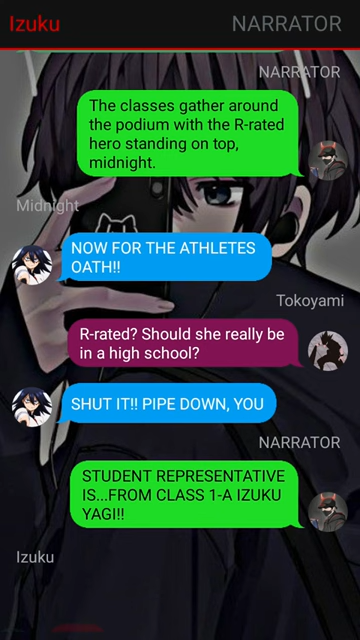 Izuku
NARRATOR
NARRATOR
The classes gather around
the podium with the R-rated
hero standing on top,
midnight.
Midnight
NOW FOR THE ATHLETES
OATH!!
Tokoyami
R-rated? Should she really be
in a high school?
SHUT IT!! PIPE DOWN, YOU
NARRATOR
STUDENT REPRESENTATIVE
IS...FROM CLASS 1-A IZUKU
YAGI!!
Izuku